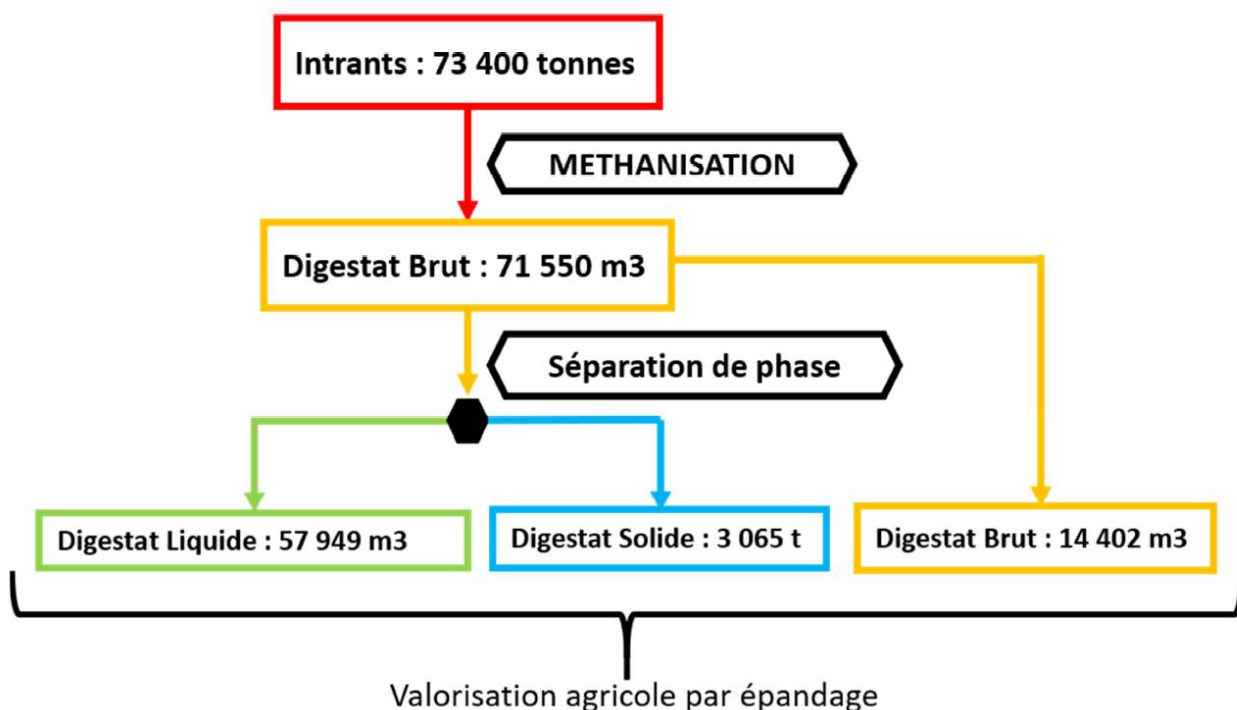 Intrants : 73 400 tonnes
METHANISATION
Digestat Brut : 71 550 m3
Séparation de phase
Digestat Liquide : 57 949 m3
Digestat Solide : 3 065 t
Digestat Brut : 14 402 m3
Valorisation agricole par épandage